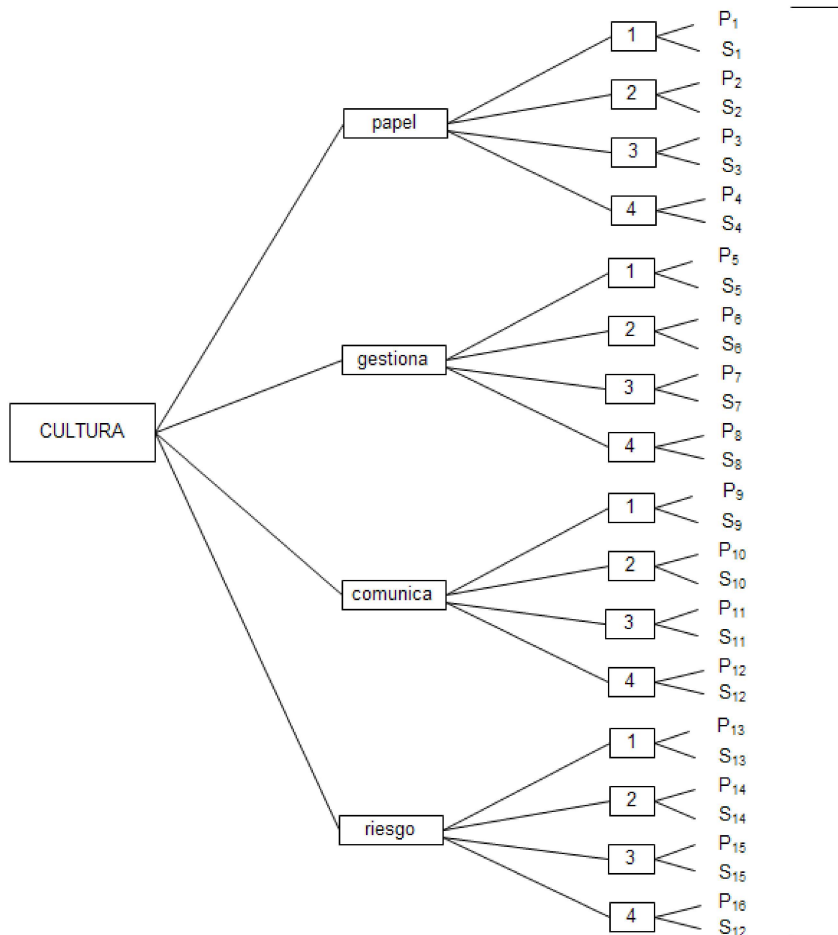 CULTURA
papel
1
P₁
S₁
2
P₂
S₂
3
P₃
S₃
4
P₄
S₄
gestiona
1
P₅
S₅
2
P₆
S₆
3
P₇
S₇
4
P₈
S₈
comunica
1
P₉
S₉
2
P₁₀
S₁₀
3
P₁₁
S₁₁
4
P₁₂
S₁₂
riesgo
1
P₁₃
S₁₃
2
P₁₄
S₁₄
3
P₁₅
S₁₅
4
P₁₆
S₁₂